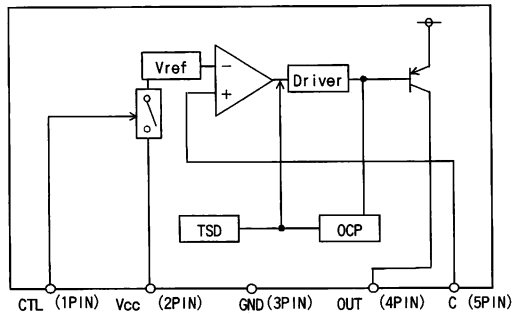 Vref
−
+
Driver
TSD
OCP
CTL (1PIN) Vcc (2PIN) GND (3PIN) OUT (4PIN) C (5PIN)